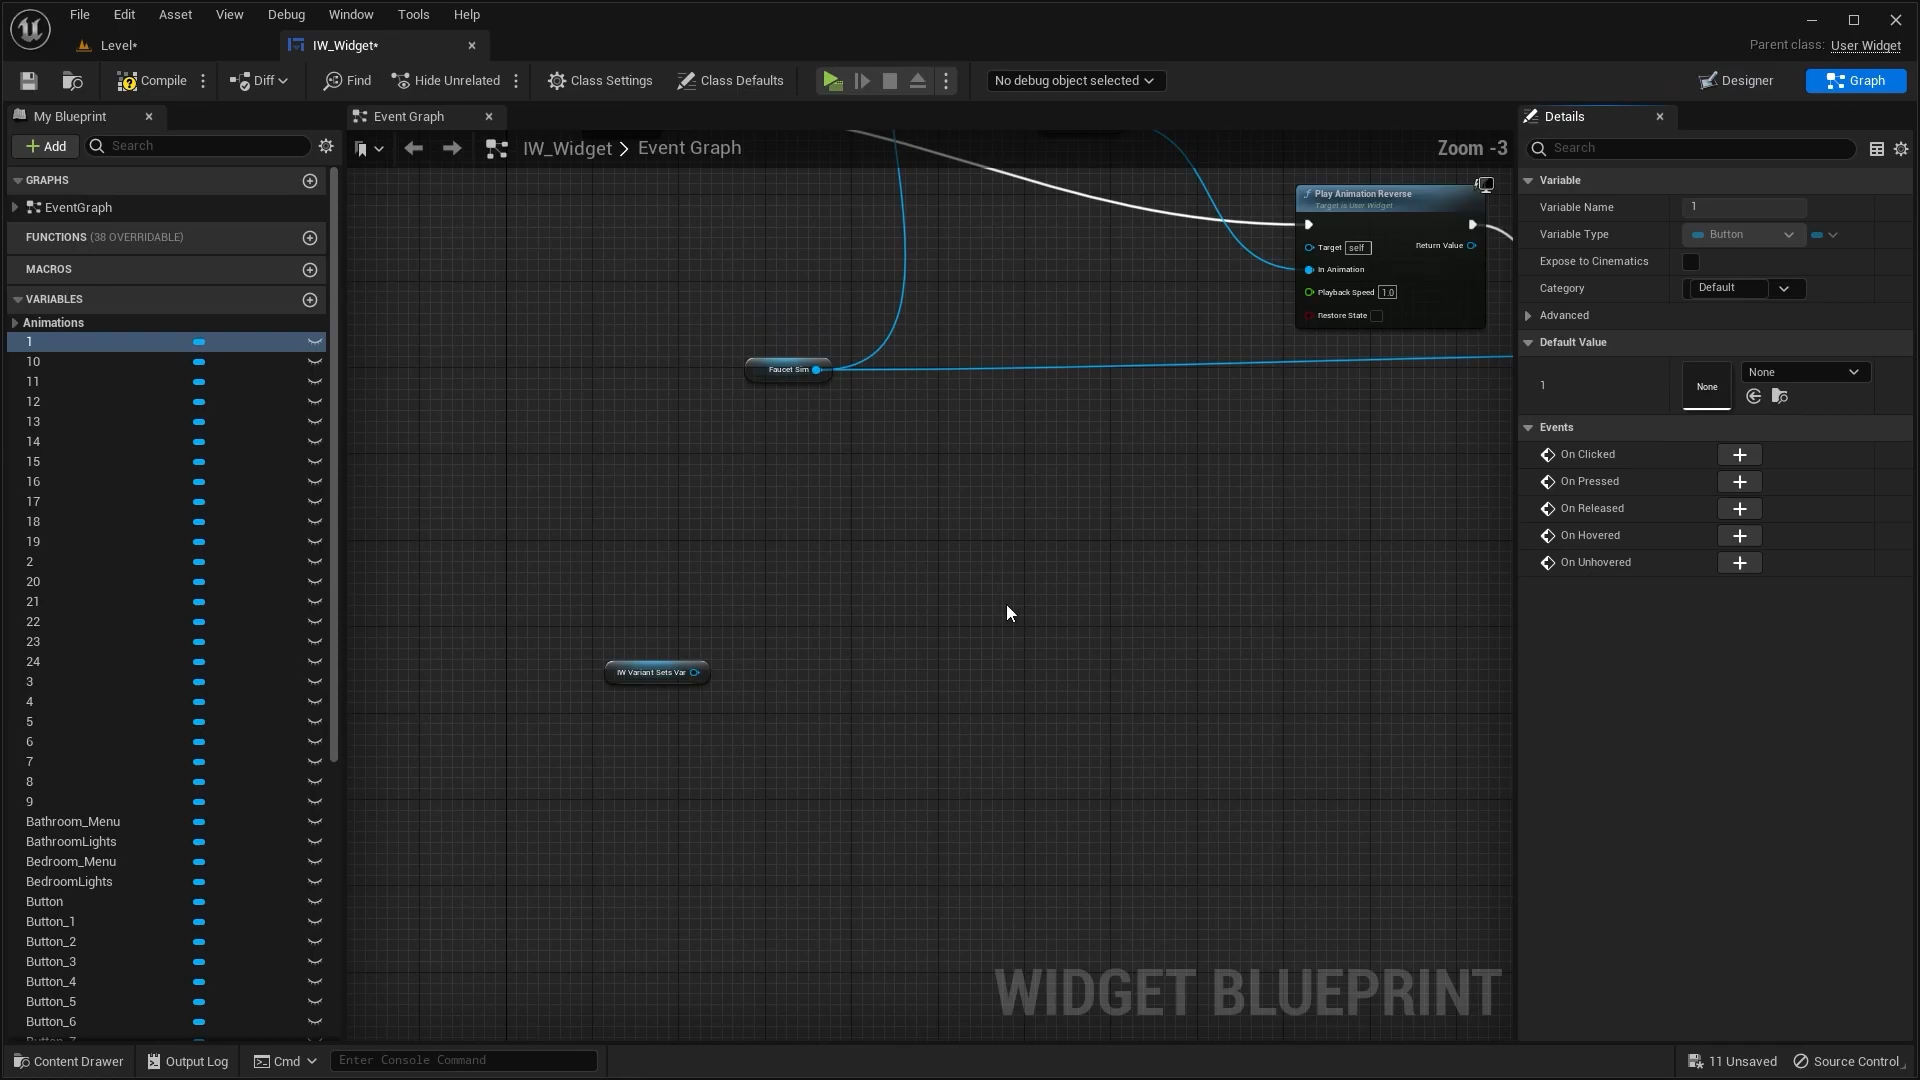 File Edit Asset View Debug Window Tools Help
Level*
IW_Widget*
Parent class: User Widget
Compile
Diff
Find
Hide Unrelated
Class Settings
Class Defaults
No debug object selected
Designer
Graph
My Blueprint
Event Graph
Details
Add
Search
IW_Widget > Event Graph
Zoom -3
Search
GRAPHS
EventGraph
FUNCTIONS (38 OVERRIDABLE)
MACROS
VARIABLES
Animations
1
10
11
12
13
14
15
16
17
18
19
2
20
21
22
23
24
3
4
5
6
7
8
9
Bathroom_Menu
BathroomLights
Bedroom_Menu
BedroomLights
Button
Button_1
Button_2
Button_3
Button_4
Button_5
Button_6
Play Animation Reverse
Target is User Widget
Target self
Return Value
In Animation
Playback Speed 1.0
Restore State
Faucet Sim
IW Variant Sets Var
WIDGET BLUEPRINT
Variable
Variable Name 1
Variable Type Button
Expose to Cinematics
Category Default
Advanced
Default Value
1 None None
Events
On Clicked
On Pressed
On Released
On Hovered
On Unhovered
Content Drawer
Output Log
Cmd
Enter Console Command
11 Unsaved
Source Control